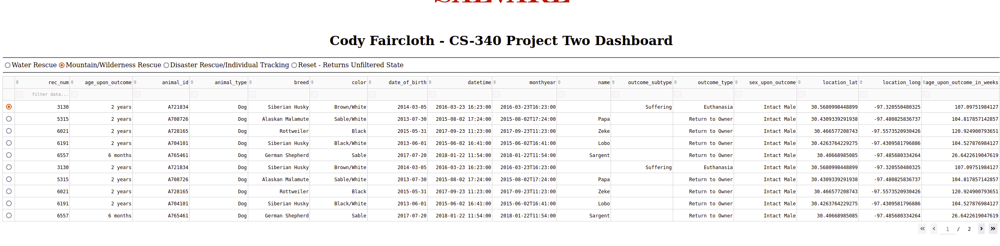 Cody Faircloth - CS-340 Project Two Dashboard
Water Rescue Mountain/Wilderness Rescue Disaster Rescue/Individual Tracking Reset - Returns Unfiltered State
rec_num age_upon_outcome animal_id animal_type breed color date_of_birth datetime monthyear name outcome_subtype outcome_type sex_upon_outcome location_lat location_long age_upon_outcome_in_weeks
Aa filter data... Aa Aa Aa Aa Aa Aa Aa Aa Aa Aa Aa Aa Aa Aa Aa
3130 2 years A721834 Dog Siberian Husky Brown/White 2014-03-05 2016-03-23 16:23:00 2016-03-23T16:23:00 Suffering Euthanasia Intact Male 30.5680998448899 -97.320550480325 107.09751984127
5315 2 years A708726 Dog Alaskan Malamute Sable/White 2013-07-30 2015-08-02 17:24:00 2015-08-02T17:24:00 Papa Return to Owner Intact Male 30.4309339291938 -97.480825836737 104.817857142857
6021 2 years A728165 Dog Rottweiler Black 2015-05-31 2017-09-23 11:23:00 2017-09-23T11:23:00 Zeke Return to Owner Intact Male 30.466577208743 -97.5573520930426 120.924900793651
6191 2 years A704101 Dog Siberian Husky Black/White 2013-06-01 2015-06-02 16:41:00 2015-06-02T16:41:00 Lobo Return to Owner Intact Male 30.4263764229275 -97.4309581796886 104.527876984127
6557 6 months A765461 Dog German Shepherd Sable 2017-07-20 2018-01-22 11:54:00 2018-01-22T11:54:00 Sargent Return to Owner Intact Male 30.40668985085 -97.485680334264 26.6422619047619
3130 2 years A721834 Dog Siberian Husky Brown/White 2014-03-05 2016-03-23 16:23:00 2016-03-23T16:23:00 Suffering Euthanasia Intact Male 30.5680998448899 -97.320550480325 107.09751984127
5315 2 years A708726 Dog Alaskan Malamute Sable/White 2013-07-30 2015-08-02 17:24:00 2015-08-02T17:24:00 Papa Return to Owner Intact Male 30.4309339291938 -97.480825836737 104.817857142857
6021 2 years A728165 Dog Rottweiler Black 2015-05-31 2017-09-23 11:23:00 2017-09-23T11:23:00 Zeke Return to Owner Intact Male 30.466577208743 -97.5573520930426 120.924900793651
6191 2 years A704101 Dog Siberian Husky Black/White 2013-06-01 2015-06-02 16:41:00 2015-06-02T16:41:00 Lobo Return to Owner Intact Male 30.4263764229275 -97.4309581796886 104.527876984127
6557 6 months A765461 Dog German Shepherd Sable 2017-07-20 2018-01-22 11:54:00 2018-01-22T11:54:00 Sargent Return to Owner Intact Male 30.40668985085 -97.485680334264 26.6422619047619
1 / 2